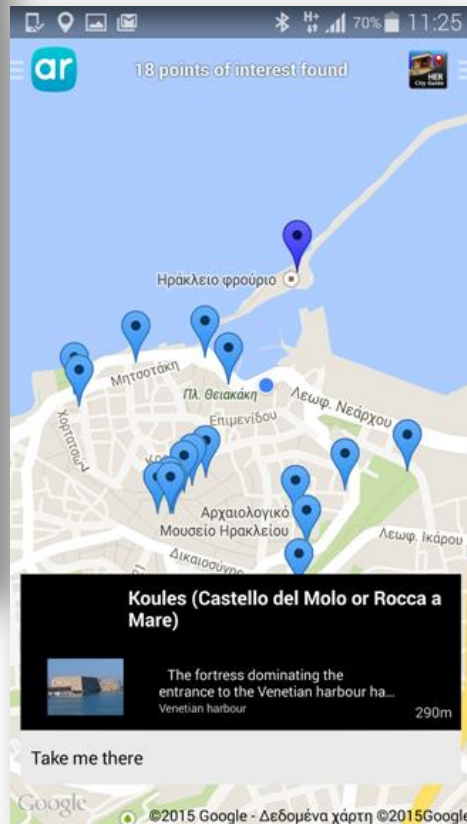 70% 11:25
ar
18 points of interest found
HER
City Guide
Ηράκλειο φρούριο
Μητσοτάκη
Πλ. Θειακάκη
Λεωφ. Νεάρχου
Χορτατσών
Επιμενίδου
Αρχαιολογικό
Μουσείο Ηρακλείου
Λεωφ. Ικάρου
Δικαιοσύνης
Koules (Castello del Molo or Rocca a
Mare)
The fortress dominating the
entrance to the Venetian harbour ha...
Venetian harbour
290m
Take me there
Google
©2015 Google - Δεδομένα χάρτη ©2015Google